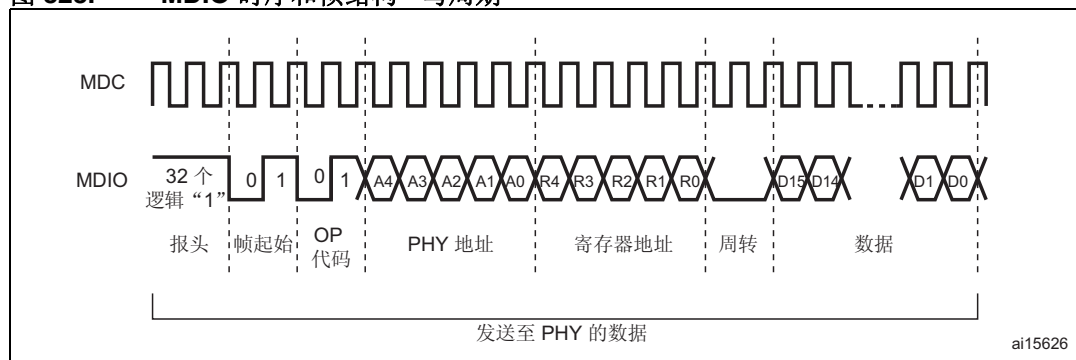 MDC
MDIO
32 个
逻辑“1”
0 1 0 1 A4 A3 A2 A1 A0 R4 R3 R2 R1 R0 D15 D14 D1 D0
报头 帧起始 OP 代码 PHY 地址 寄存器地址 周转 数据
发送至 PHY 的数据
ai15626